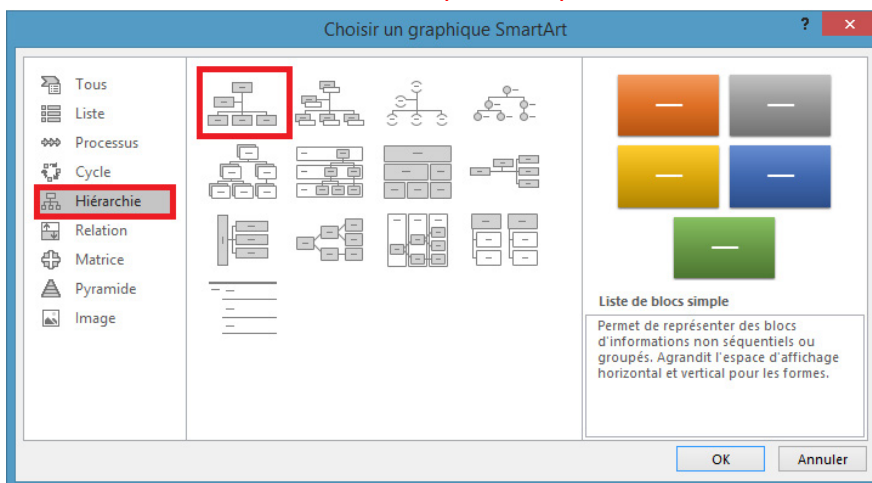 Choisir un graphique SmartArt
?
Tous
Liste
Processus
Cycle
Hiérarchie
Relation
Matrice
Pyramide
Image
Liste de blocs simple
Permet de représenter des blocs
d'informations non séquentiels ou
groupés. Agrandit l'espace d'affichage
horizontal et vertical pour les formes.
OK
Annuler